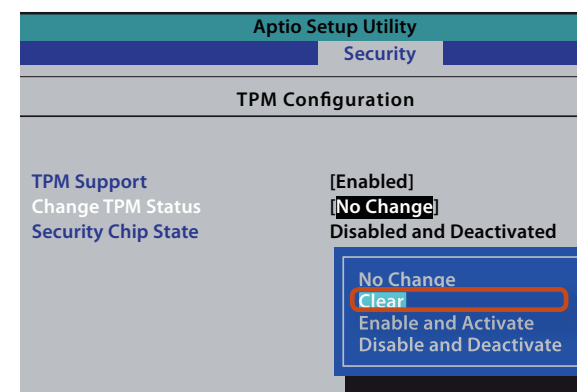 Aptio Setup Utility
Security
TPM Configuration
TPM Support [Enabled]
Change TPM Status [No Change]
Security Chip State Disabled and Deactivated
No Change
Clear
Enable and Activate
Disable and Deactivate